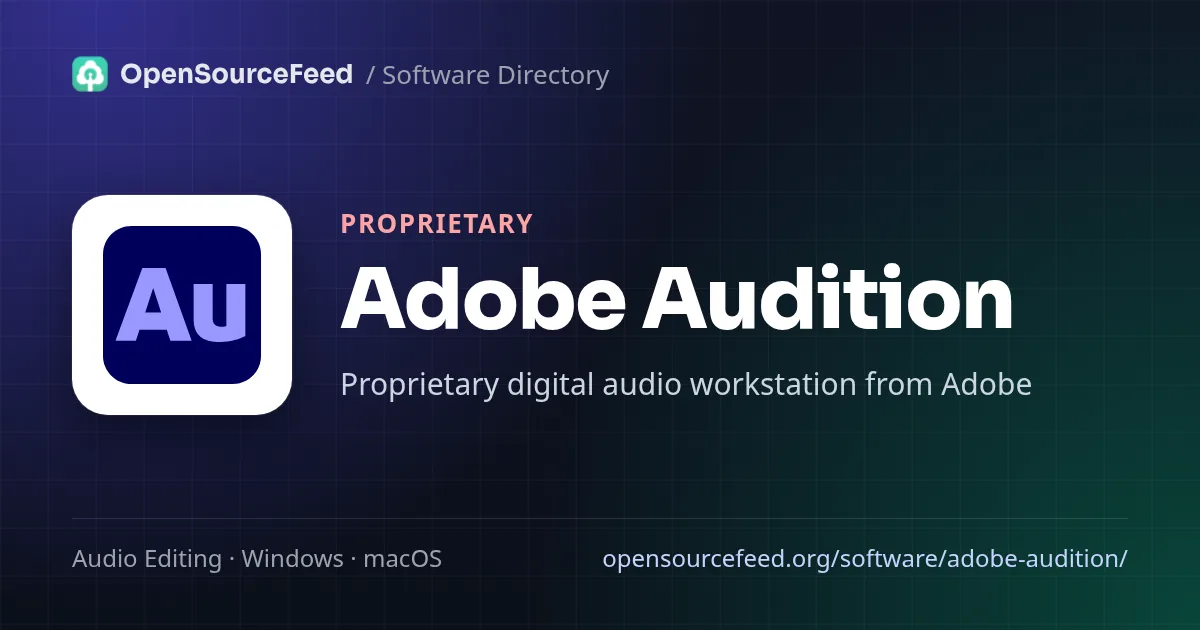 OpenSourceFeed / Software Directory
Au
PROPRIETARY
Adobe Audition
Proprietary digital audio workstation from Adobe
Audio Editing · Windows · macOS
opensourcefeed.org/software/adobe-audition/